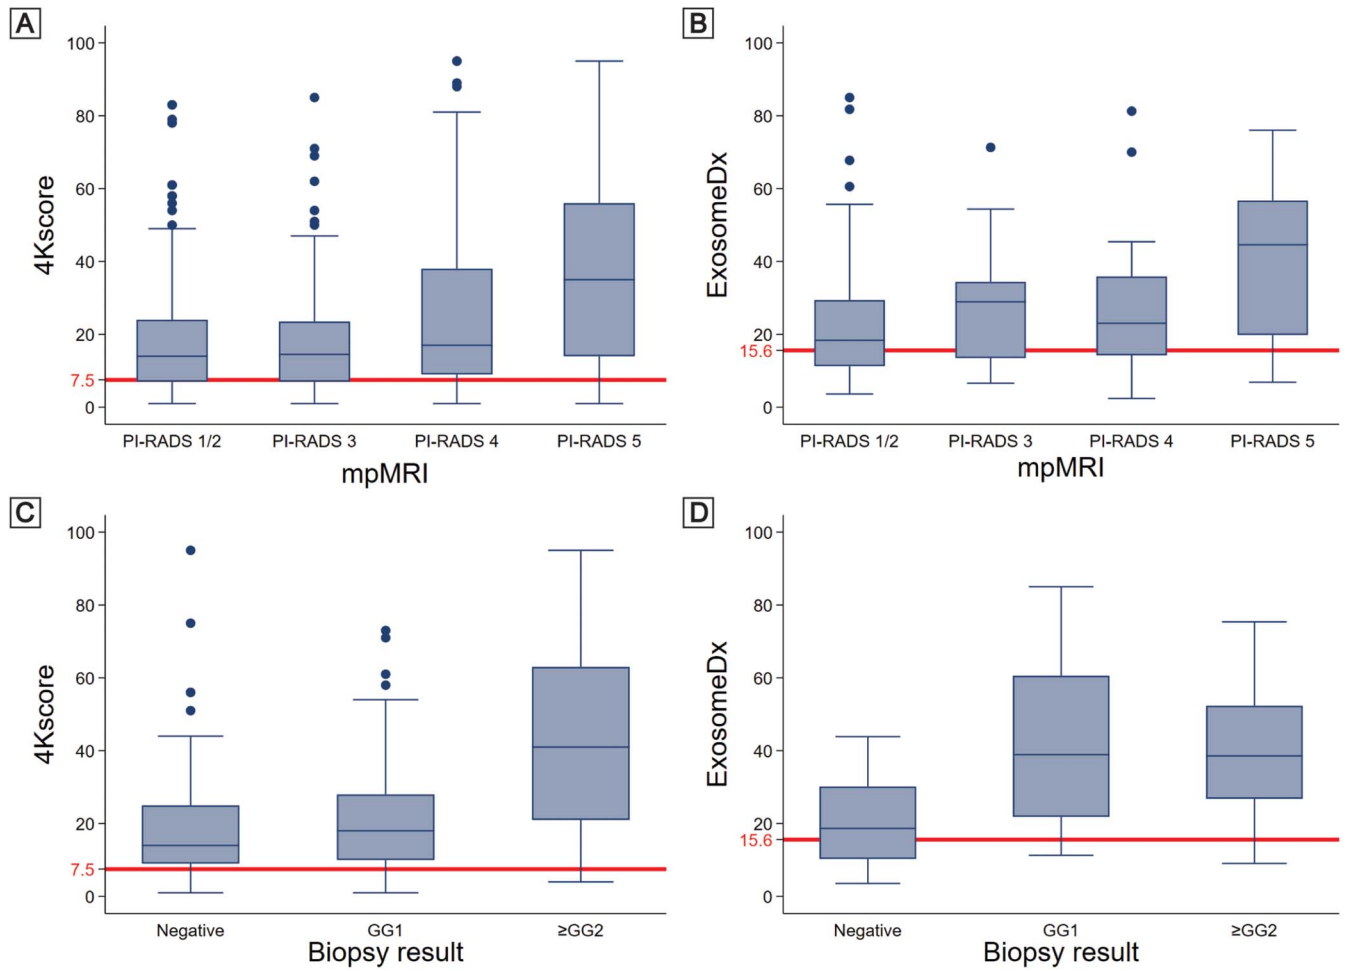 A
100
80
60
40
20
7.5
0
4Kscore
PI-RADS 1/2 PI-RADS 3 PI-RADS 4 PI-RADS 5
mpMRI
B
100
80
60
40
20
15.6
0
ExosomeDx
PI-RADS 1/2 PI-RADS 3 PI-RADS 4 PI-RADS 5
mpMRI
C
100
80
60
40
20
7.5
0
4Kscore
Negative GG1 ≥GG2
Biopsy result
D
100
80
60
40
20
15.6
0
ExosomeDx
Negative GG1 ≥GG2
Biopsy result